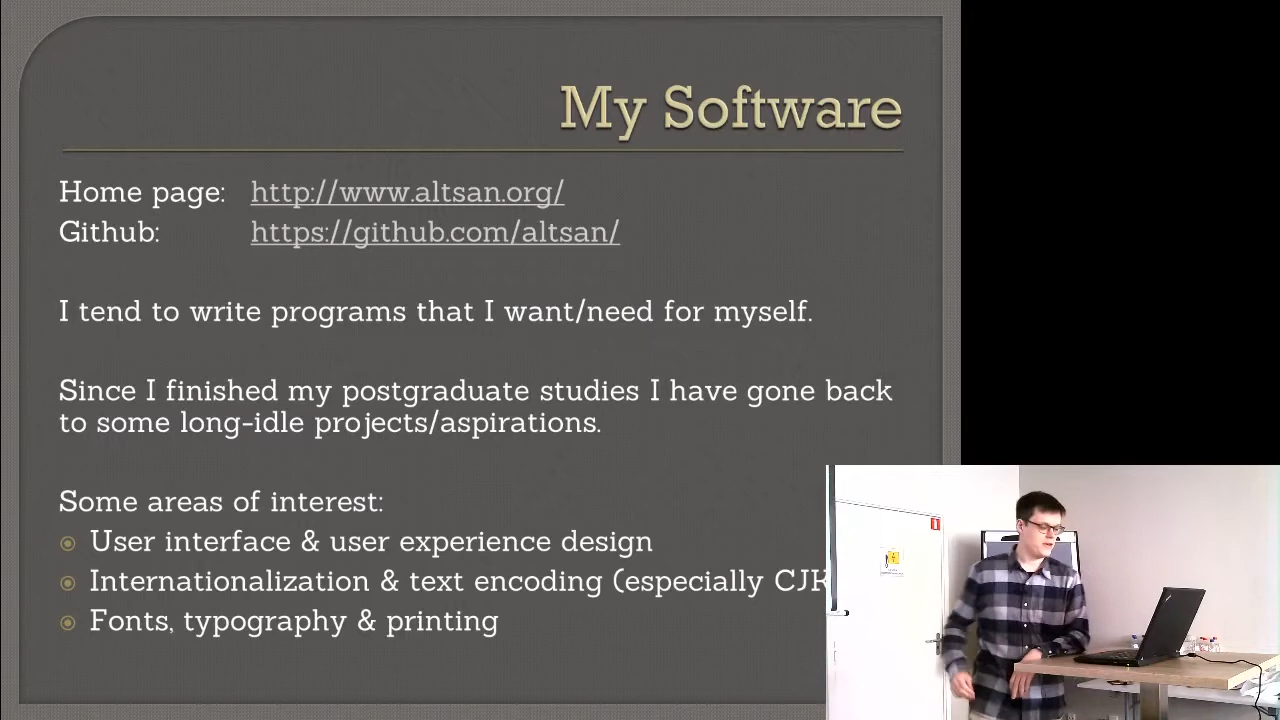 My Software
Home page: http://www.altsan.org/
Github: https://github.com/altsan/
I tend to write programs that I want/need for myself.
Since I finished my postgraduate studies I have gone back
to some long-idle projects/aspirations.
Some areas of interest:
User interface & user experience design
Internationalization & text encoding (especially CJK
Fonts, typography & printing